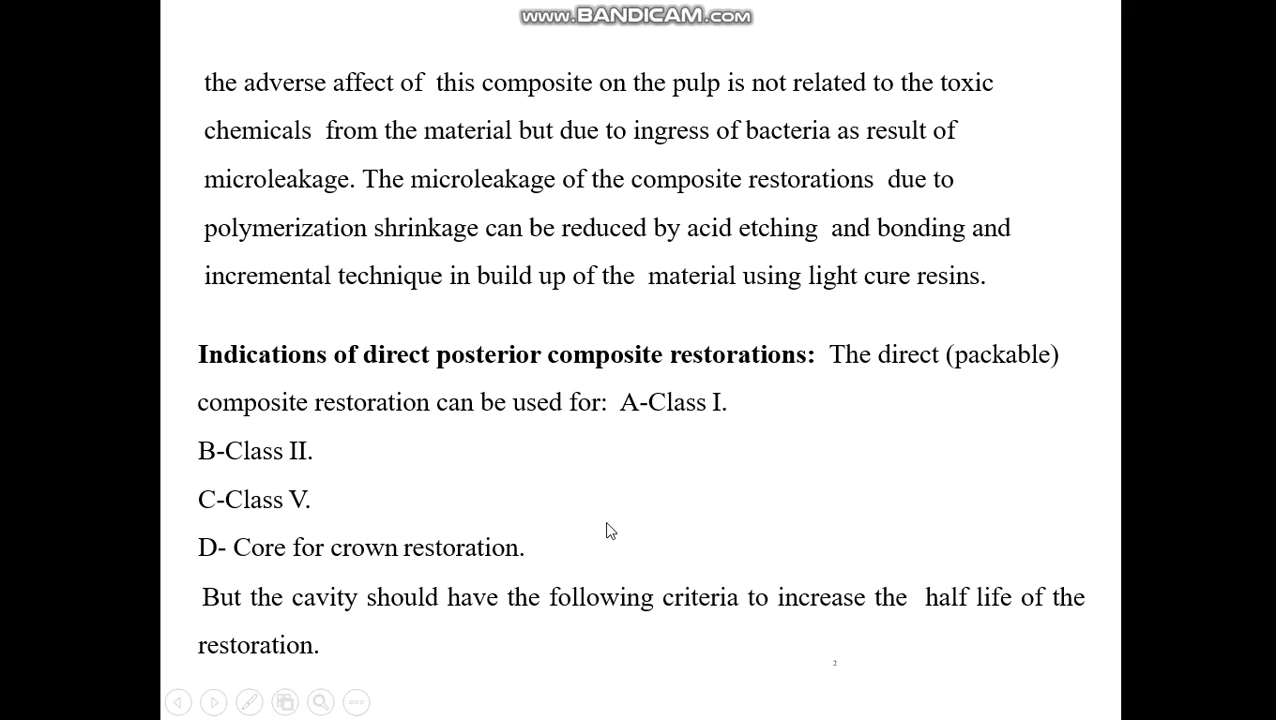 www.BANDICAM.com
the adverse affect of this composite on the pulp is not related to the toxic
chemicals from the material but due to ingress of bacteria as result of
microleakage. The microleakage of the composite restorations due to
polymerization shrinkage can be reduced by acid etching and bonding and
incremental technique in build up of the material using light cure resins.
Indications of direct posterior composite restorations: The direct (packable)
composite restoration can be used for: A-Class I.
B-Class II.
C-Class V.
D- Core for crown restoration.
But the cavity should have the following criteria to increase the half life of the
restoration.
2